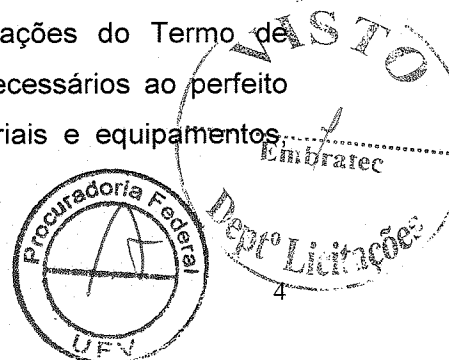 ações do Termo de
ecessários ao perfeito
riais e equipamentos
VISTO
Embratec
Deptº Licitações
Procuradoria Federal
UFV
4